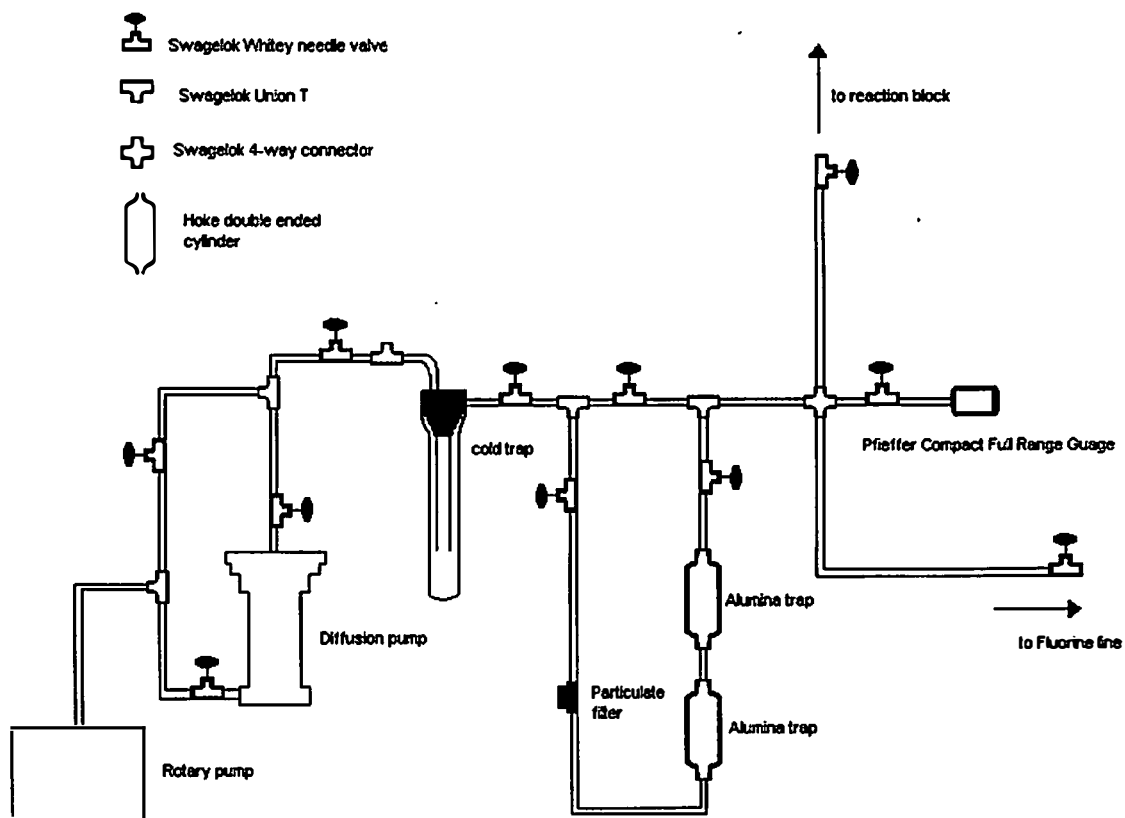 Swagelok Whitey needle valve
Swagelok Union T
Swagelok 4-way connector
Hoke double ended
cylinder
to reaction block
cold trap
Pfieffer Compact Full Range Guage
Alumina trap
Diffusion pump
to Fluorine line
Particulate
filter
Alumina trap
Rotary pump